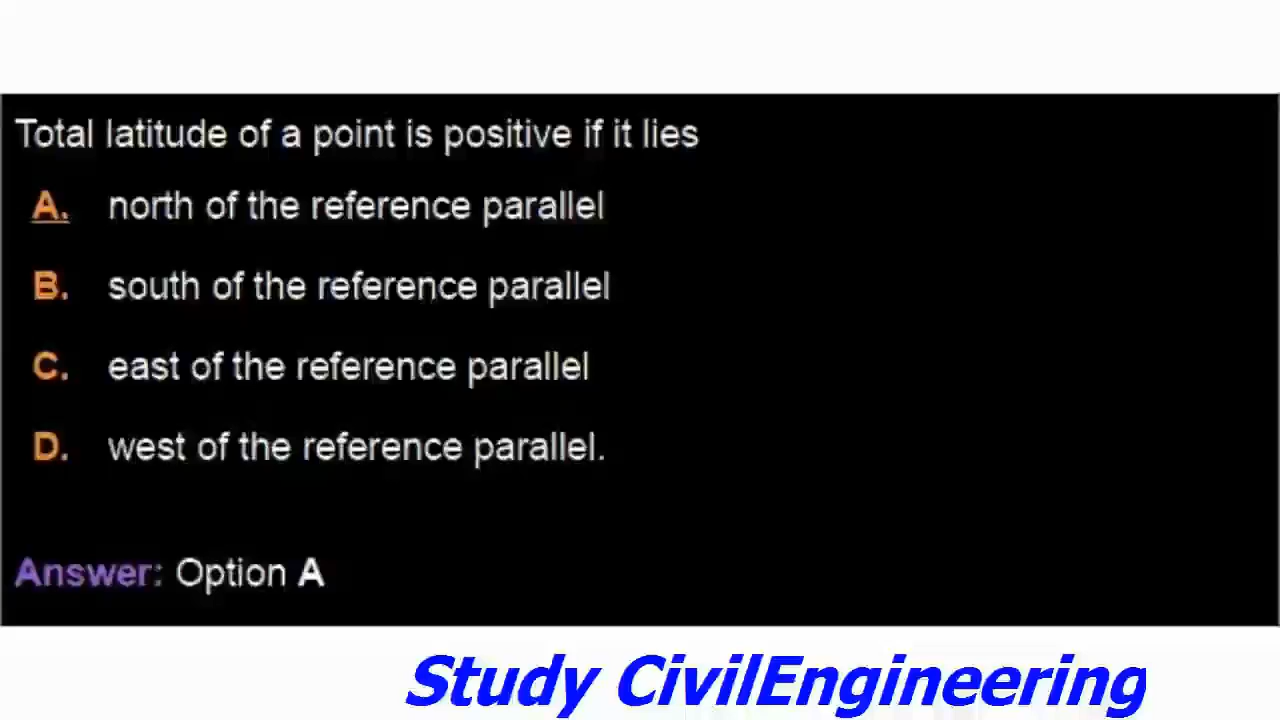 Total latitude of a point is positive if it lies
A. north of the reference parallel
B. south of the reference parallel
C. east of the reference parallel
D. west of the reference parallel.
Answer: Option A
Study CivilEngineering